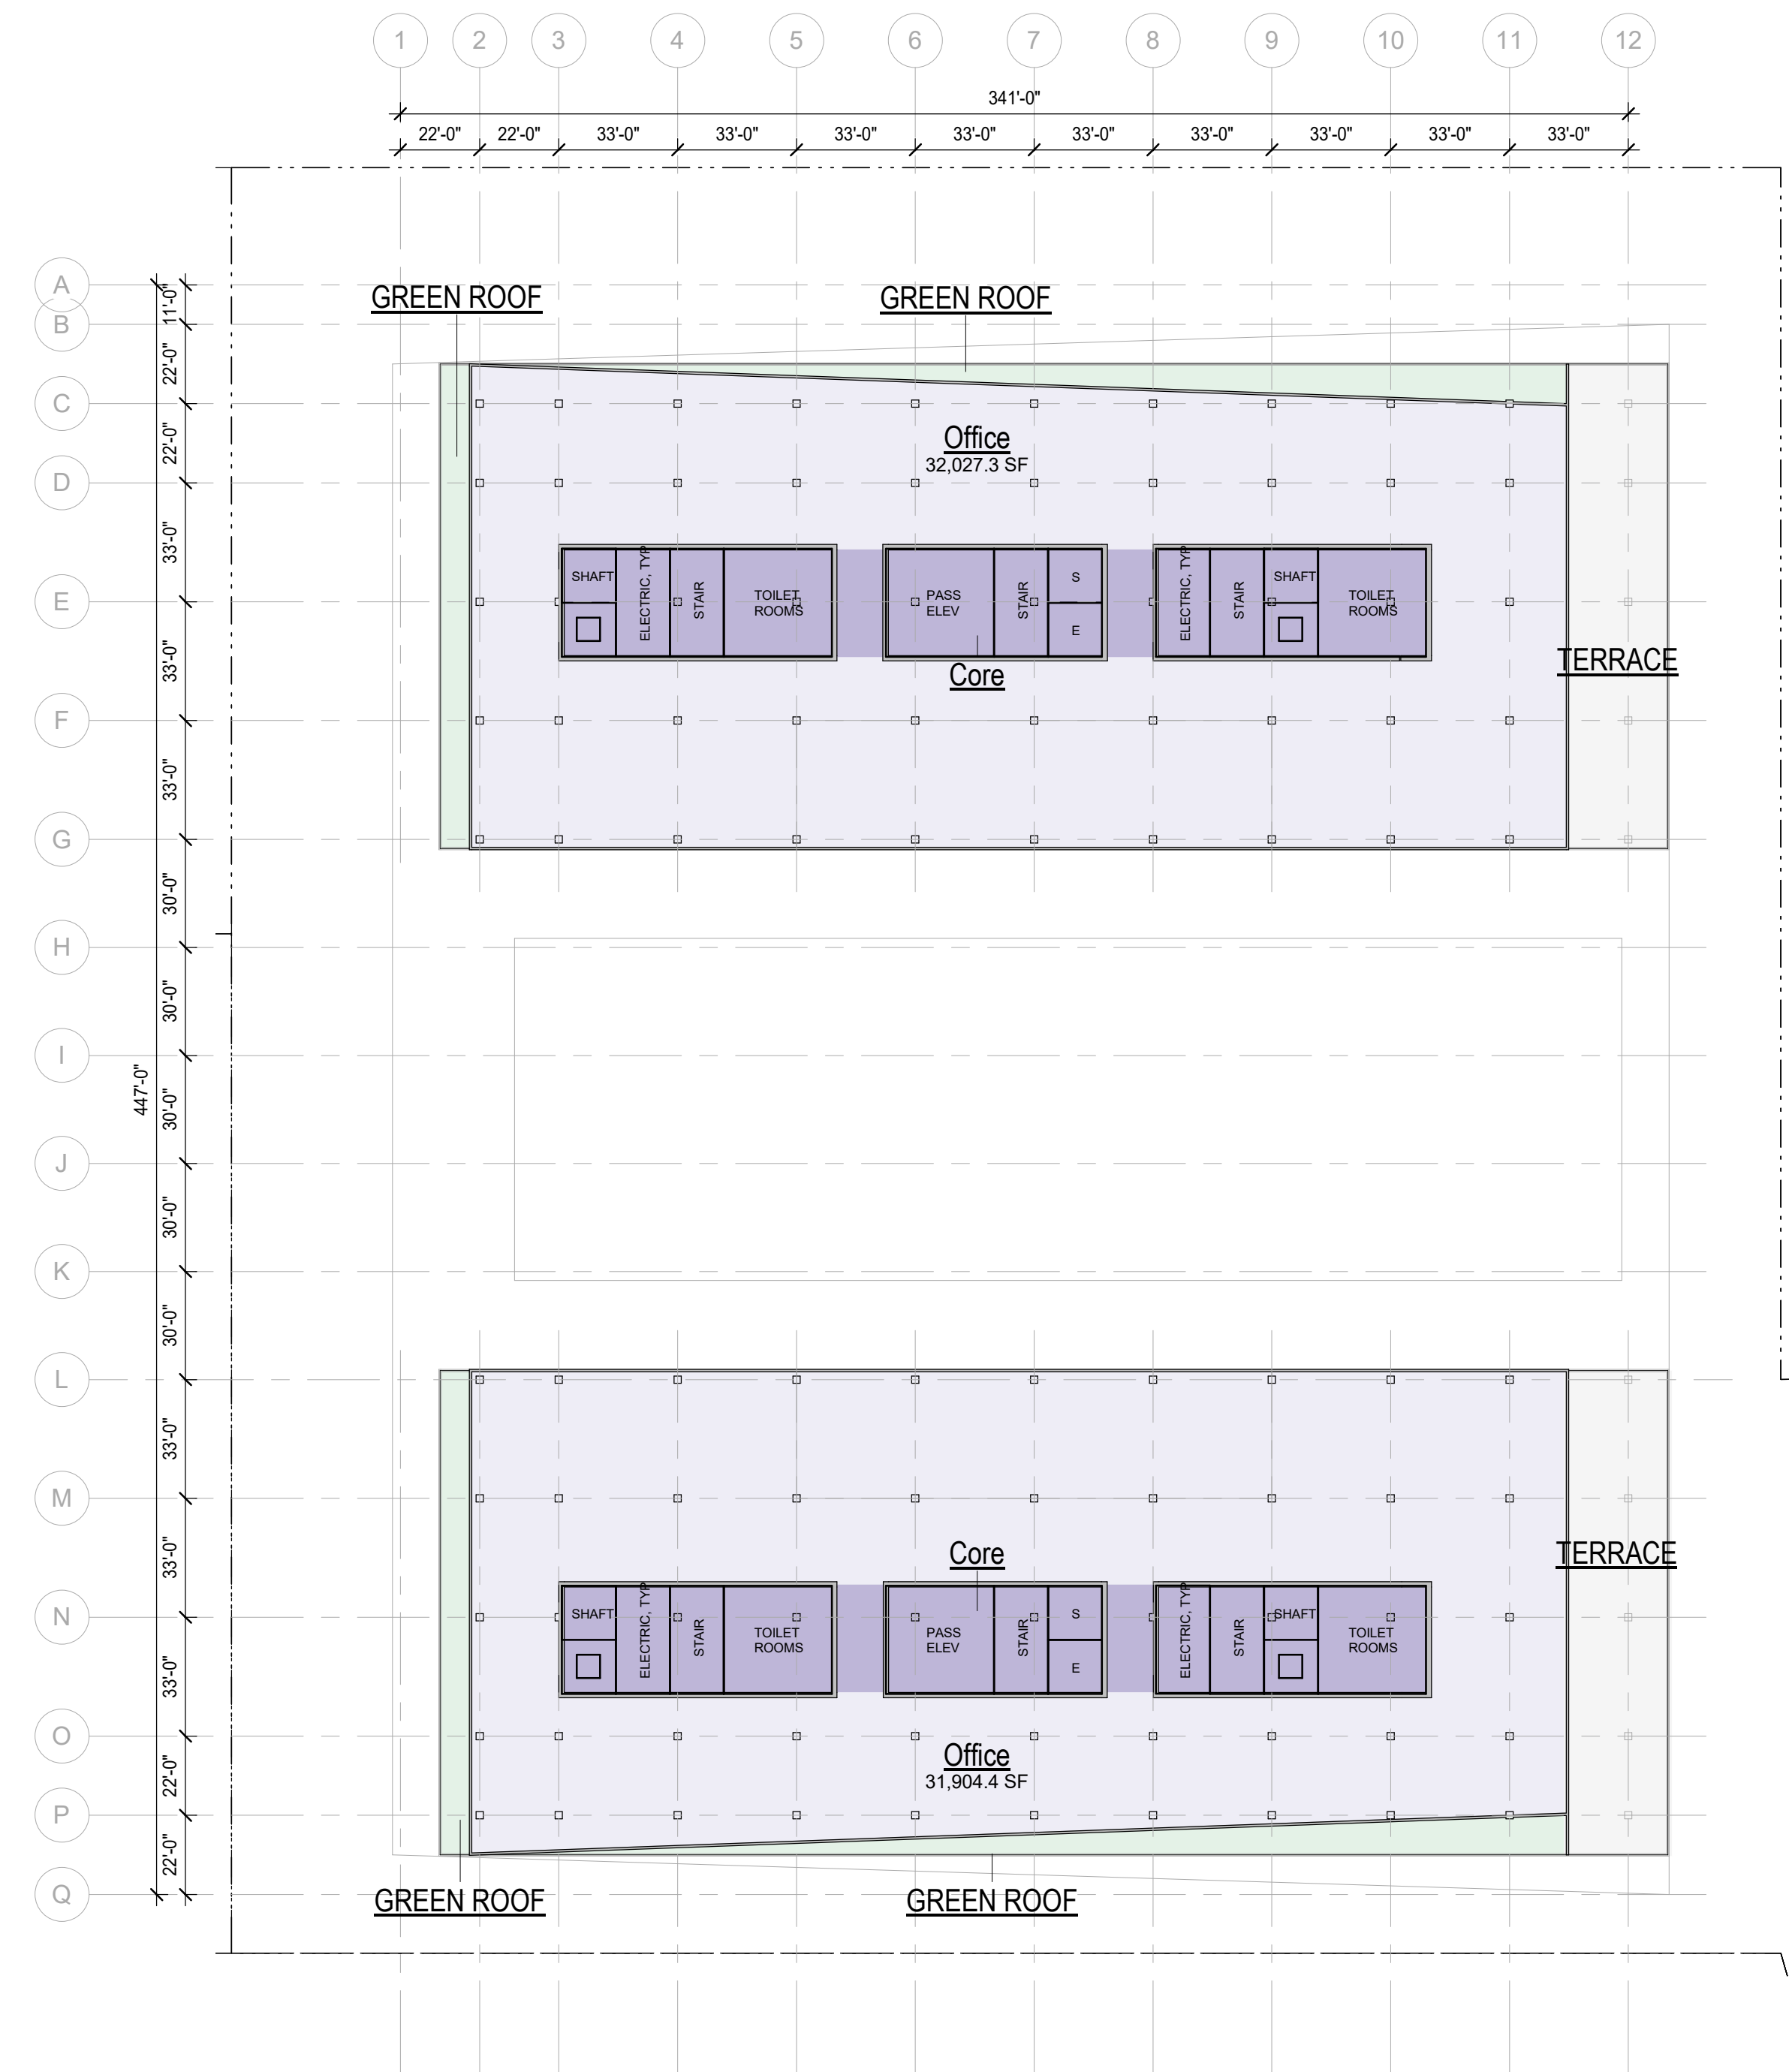 1 2 3 4 5 6 7 8 9 10 11 12
341'-0"
22'-0" 22'-0" 33'-0" 33'-0" 33'-0" 33'-0" 33'-0" 33'-0" 33'-0" 33'-0" 33'-0"
A
11'-0"
GREEN ROOF GREEN ROOF
B
22'-0"
C
22'-0"
Office
32,027.3 SF
D
33'-0"
SHAFT
ELECTRIC, TYP
STAIR
TOILET
ROOMS
PASS
ELEV
STAIR
S
E
ELECTRIC, TYP
STAIR
SHAFT
TOILET
ROOMS
E
33'-0"
Core
TERRACE
F
33'-0"
G
30'-0"
H
30'-0"
I
447'-0"
30'-0"
J
30'-0"
K
30'-0"
L
33'-0"
M
33'-0"
Core
TERRACE
N
SHAFT
ELECTRIC, TYP
STAIR
TOILET
ROOMS
PASS
ELEV
STAIR
S
E
ELECTRIC, TYP
STAIR
SHAFT
TOILET
ROOMS
33'-0"
O
Office
31,904.4 SF
22'-0"
P
22'-0"
Q
GREEN ROOF GREEN ROOF